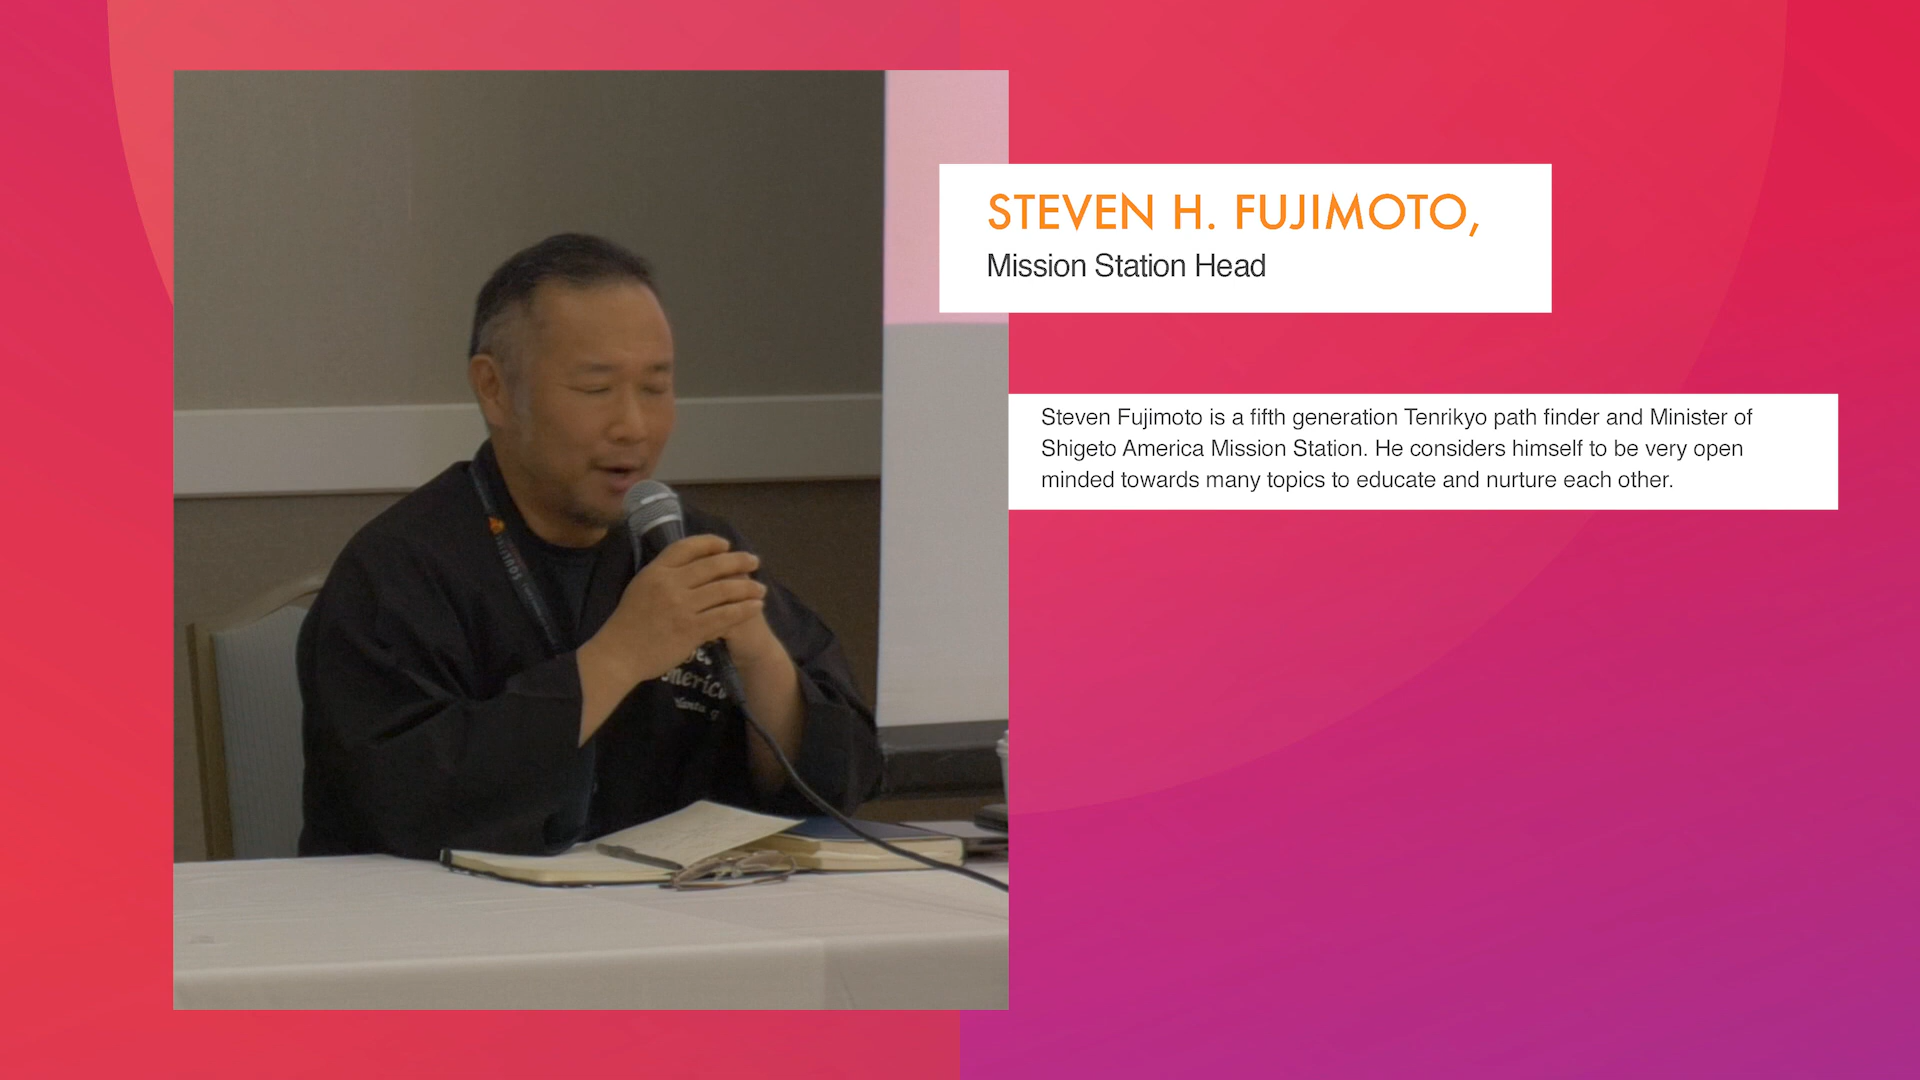 STEVEN H. FUJIMOTO,
Mission Station Head
Steven Fujimoto is a fifth generation Tenrikyo path finder and Minister of
Shigeto America Mission Station. He considers himself to be very open
minded towards many topics to educate and nurture each other.